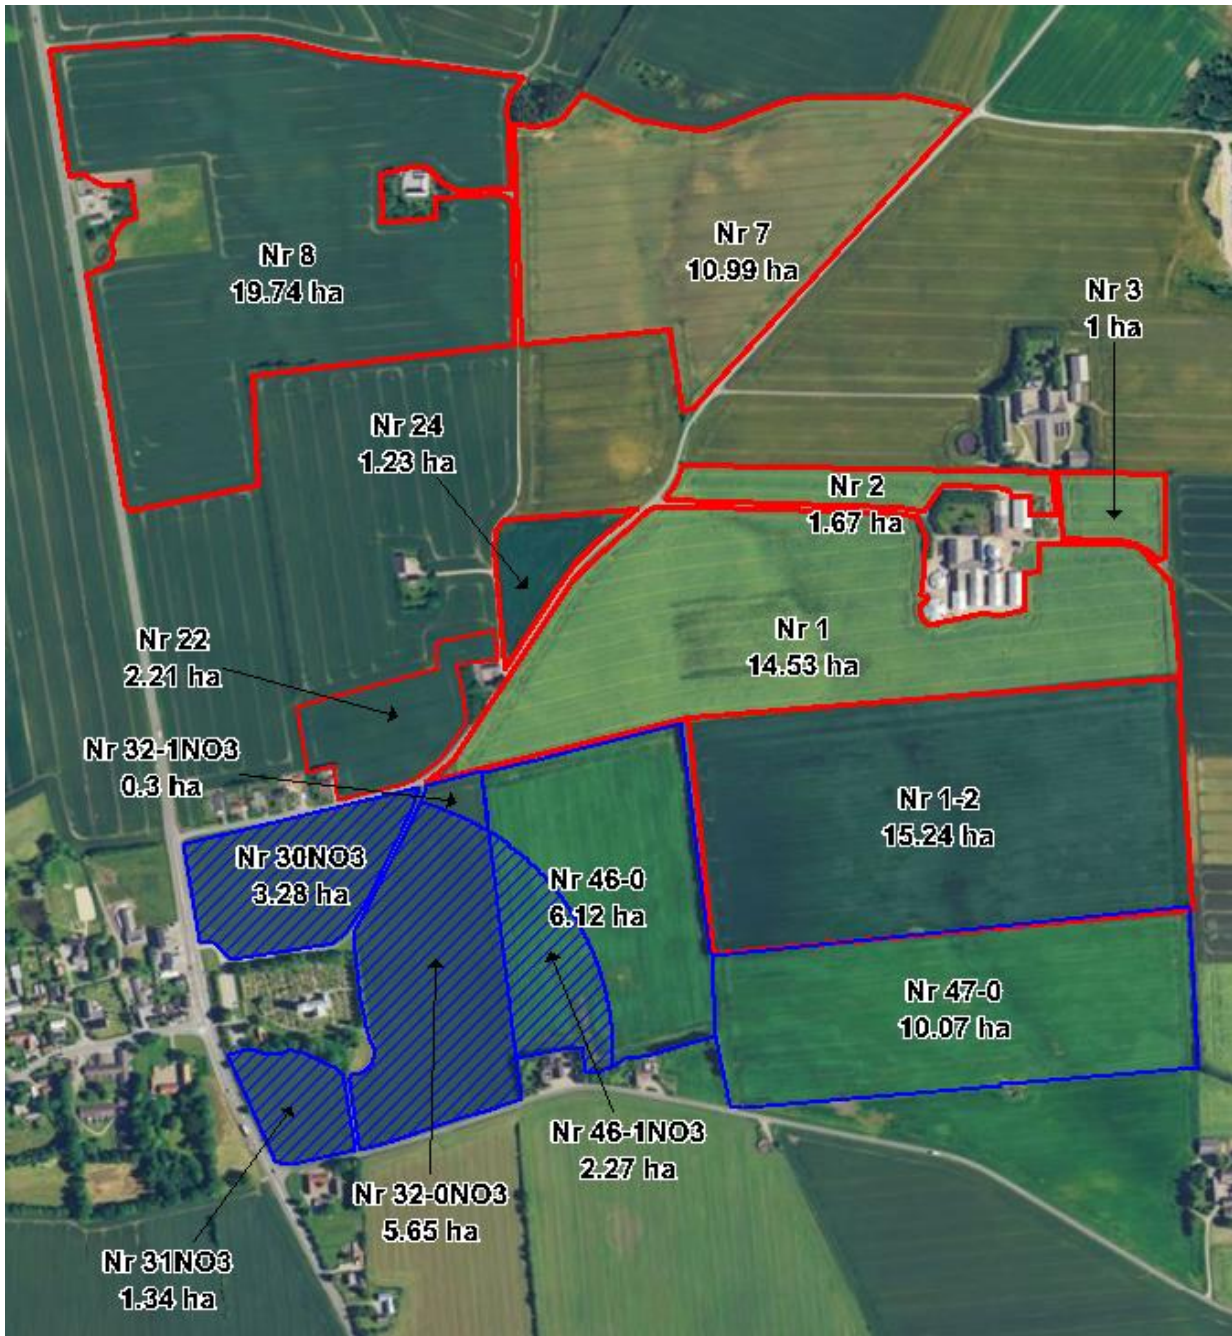 Nr 7
10.99 ha
Nr 8
19.74 ha
Nr 3
1 ha
Nr 24
1.23 ha
Nr 2
1.67 ha
Nr 1
14.53 ha
Nr 22
2.21 ha
Nr 32-1NO3
0.3 ha
Nr 1-2
15.24 ha
Nr 30NO3
3.28 ha
Nr 46-0
6.12 ha
Nr 47-0
10.07 ha
Nr 46-1NO3
2.27 ha
Nr 32-0NO3
5.65 ha
Nr 31NO3
1.34 ha